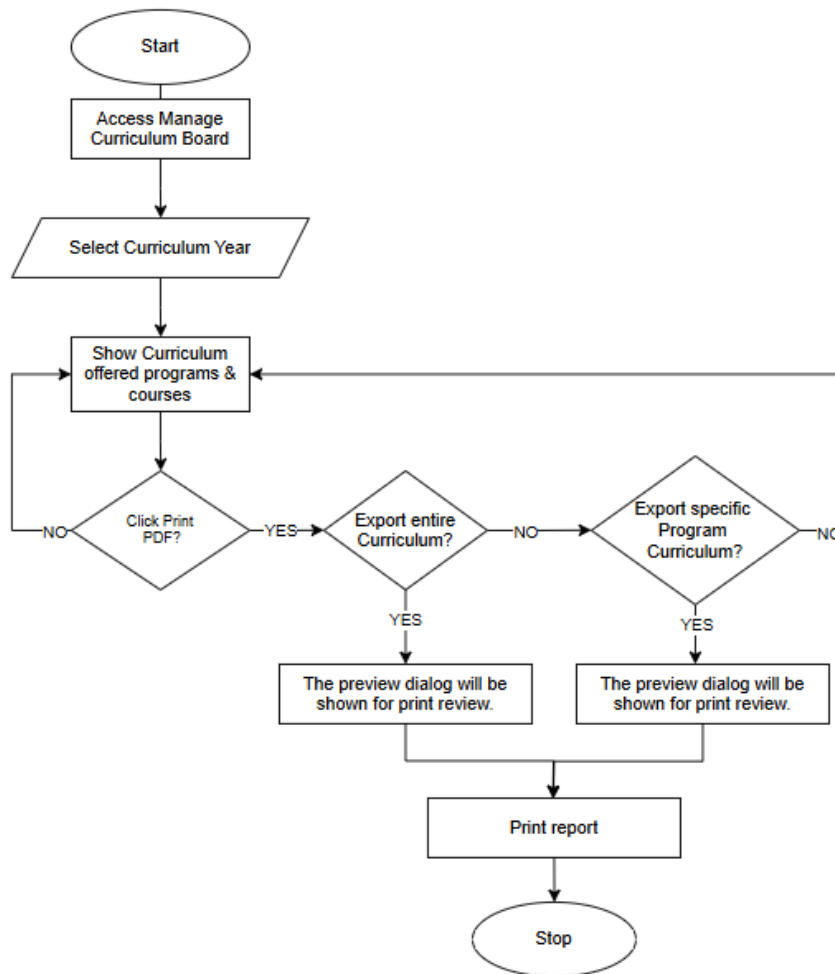 Start
Access Manage
Curriculum Board
Select Curriculum Year
Show Curriculum
offered programs &
courses
NO
Click Print
PDF?
YES
Export entire
Curriculum?
NO
Export specific
Program
Curriculum?
NO
YES
YES
The preview dialog will be
shown for print review.
The preview dialog will be
shown for print review.
Print report
Stop